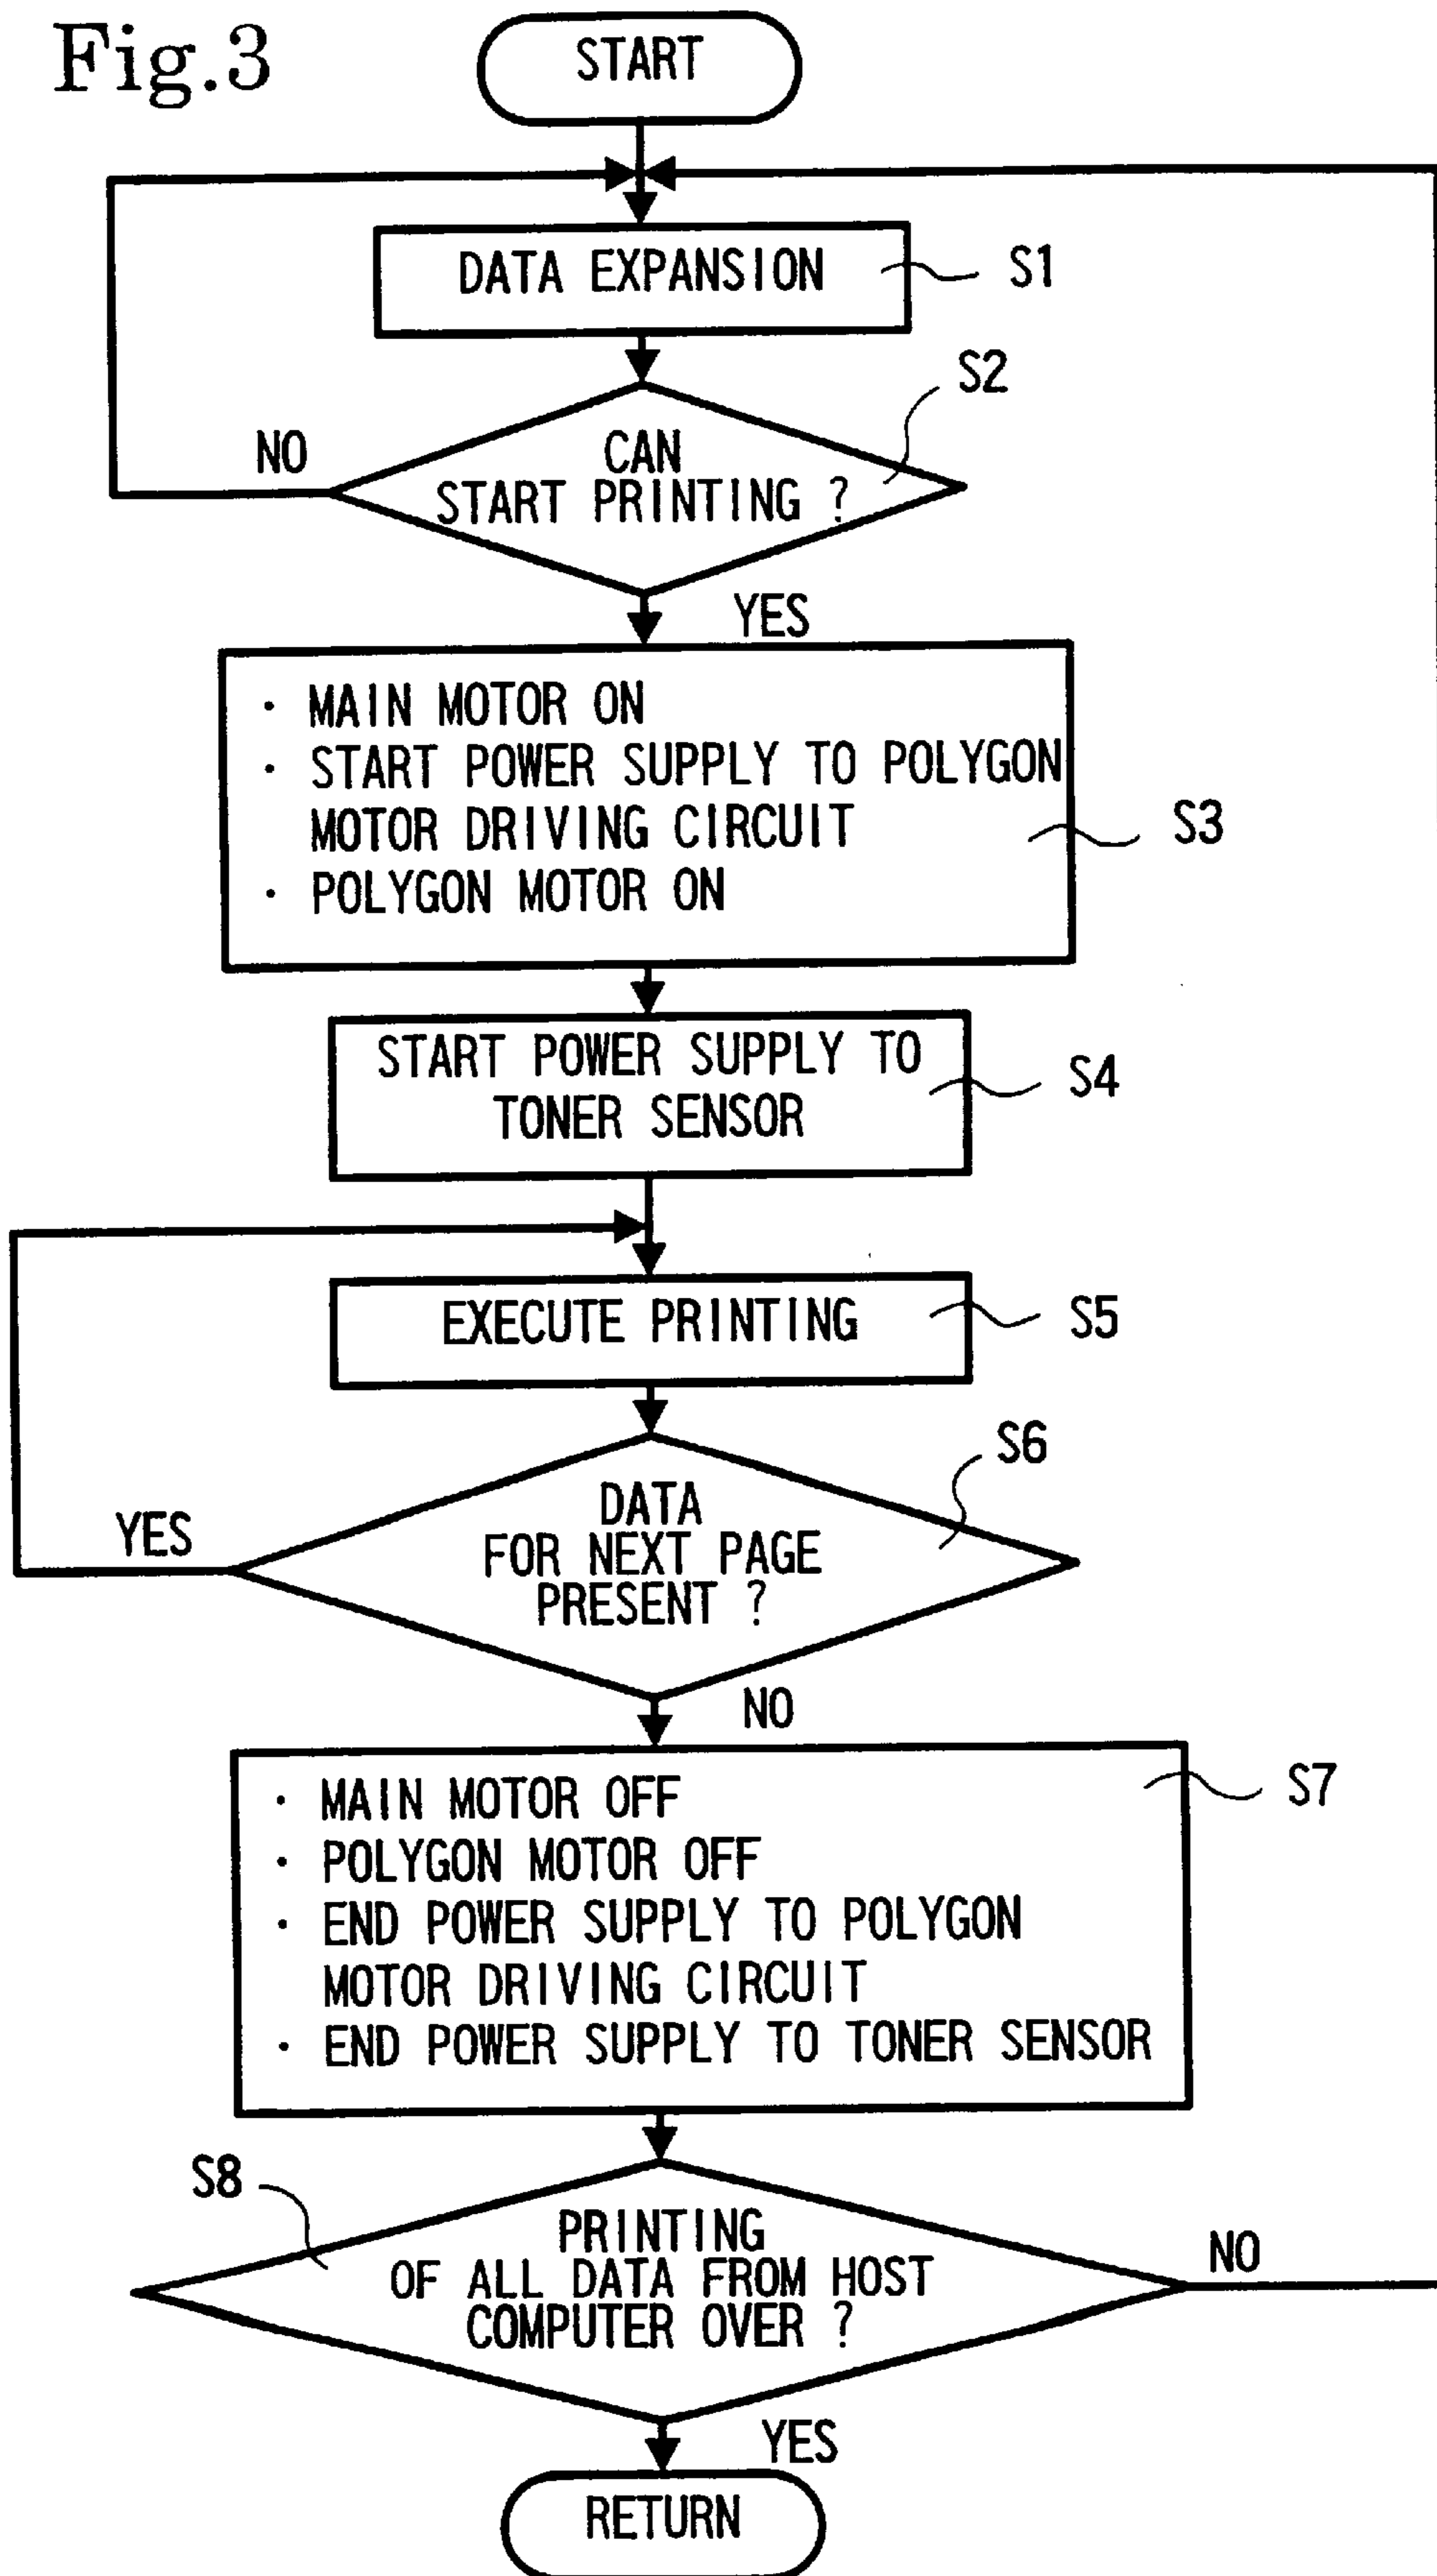 Fig.3
START
DATA EXPANSION
S1
S2
CAN
START PRINTING ?
NO
YES
· MAIN MOTOR ON
· START POWER SUPPLY TO POLYGON
MOTOR DRIVING CIRCUIT
· POLYGON MOTOR ON
S3
START POWER SUPPLY TO
TONER SENSOR
S4
EXECUTE PRINTING
S5
S6
DATA
FOR NEXT PAGE
PRESENT ?
YES
NO
· MAIN MOTOR OFF
· POLYGON MOTOR OFF
· END POWER SUPPLY TO POLYGON
MOTOR DRIVING CIRCUIT
· END POWER SUPPLY TO TONER SENSOR
S7
S8
PRINTING
OF ALL DATA FROM HOST
COMPUTER OVER ?
NO
YES
RETURN